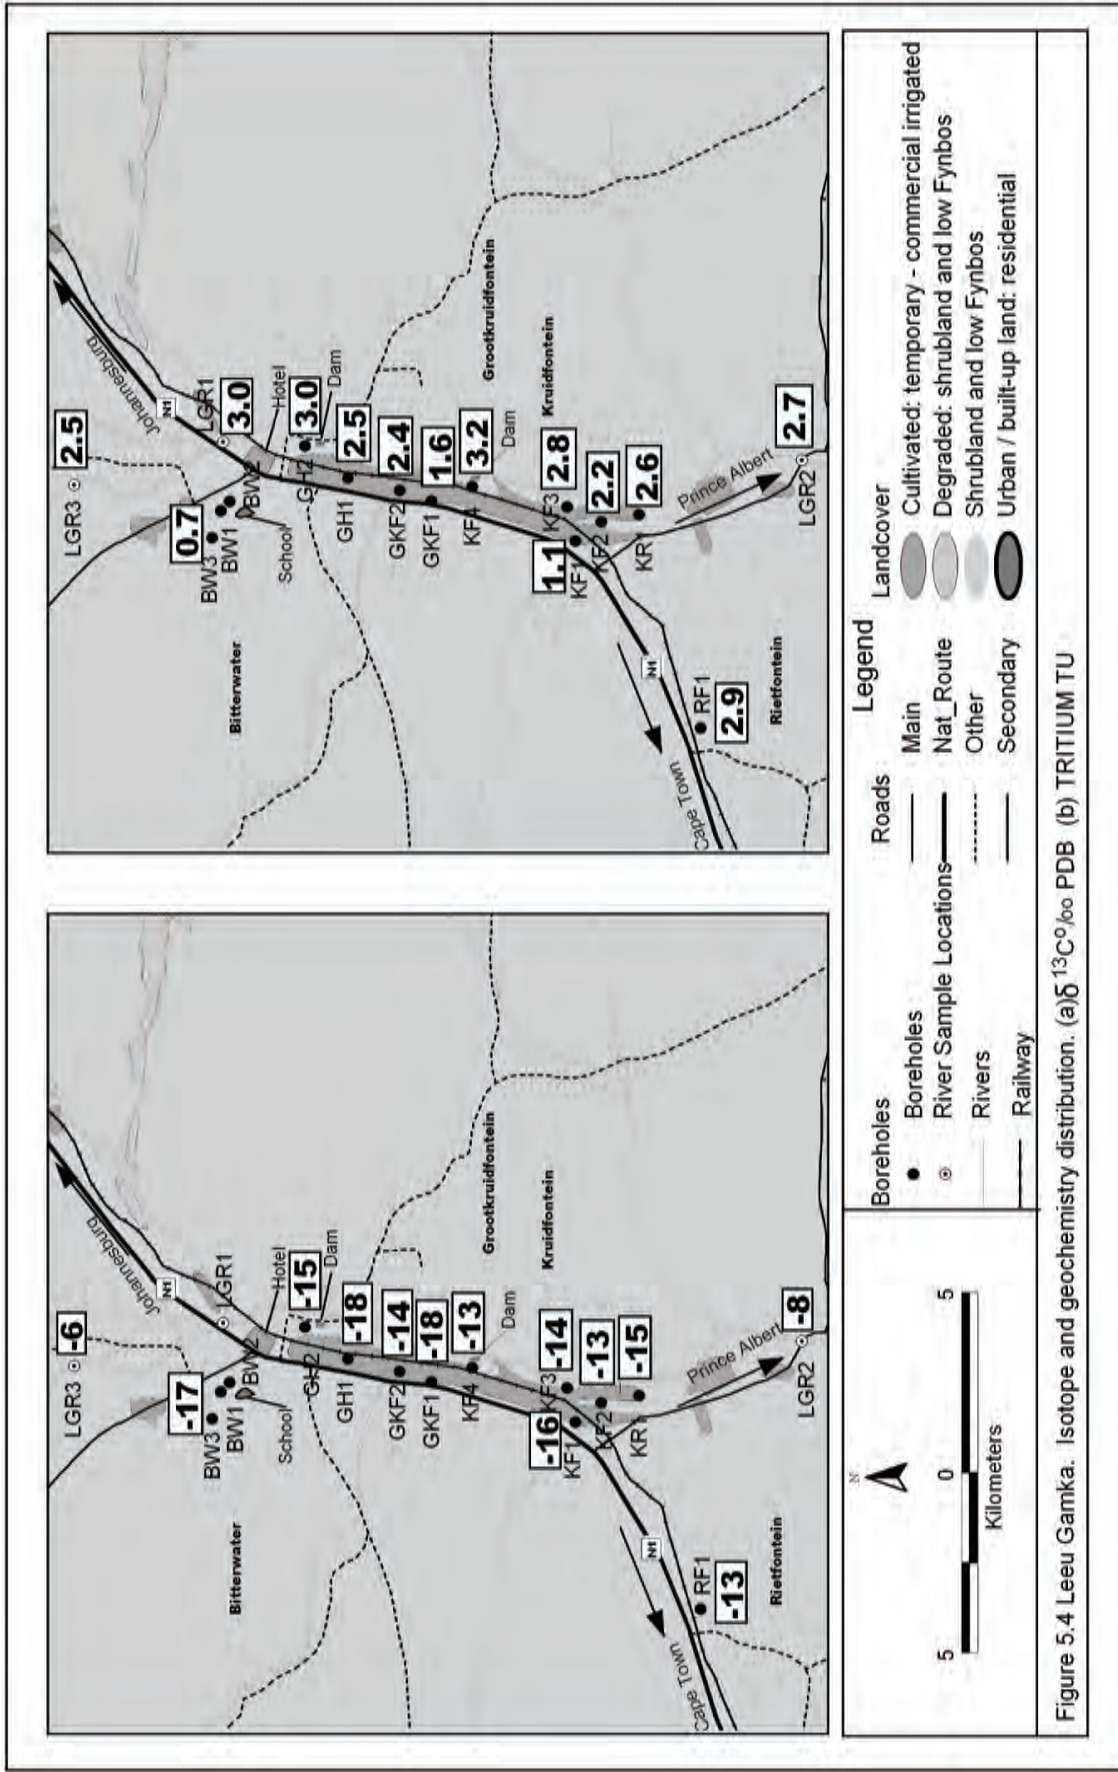 LGR3
-6
Johannesburg
N1
-17
BW3
BW1
BW2
LGR1
School
Hotel
Bitterwater
GH2
-15
Dam
GH1
-18
GKF2
-14
GKF1
-18
KF4
-13
Dam
Grootkruidfontein
Kruidfontein
-16
KF3
-14
KF1
KF2
-13
KR1
-15
N1
Prince Albert
RF1
-13
Cape Town
Rietfontein
LGR2
-8
LGR3
2.5
Johannesburg
N1
0.7
BW3
BW1
BW2
LGR1
3.0
School
Hotel
Bitterwater
GH2
3.0
Dam
GH1
2.5
GKF2
2.4
GKF1
1.6
KF4
3.2
Dam
Grootkruidfontein
Kruidfontein
1.1
KF3
2.8
KF1
KF2
2.2
KR1
2.6
N1
Prince Albert
RF1
2.9
Cape Town
Rietfontein
LGR2
2.7
N
5 0 5
Kilometers
Legend
Boreholes
Boreholes
River Sample Locations
Rivers
Railway
Roads
Main
Nat_Route
Other
Secondary
Landcover
Cultivated: temporary - commercial irrigated
Degraded: shrubland and low Fynbos
Shrubland and low Fynbos
Urban / built-up land: residential
Figure 5.4 Leeu Gamka. Isotope and geochemistry distribution. (a)δ ¹³C⁰/₀₀ PDB (b) TRITIUM TU